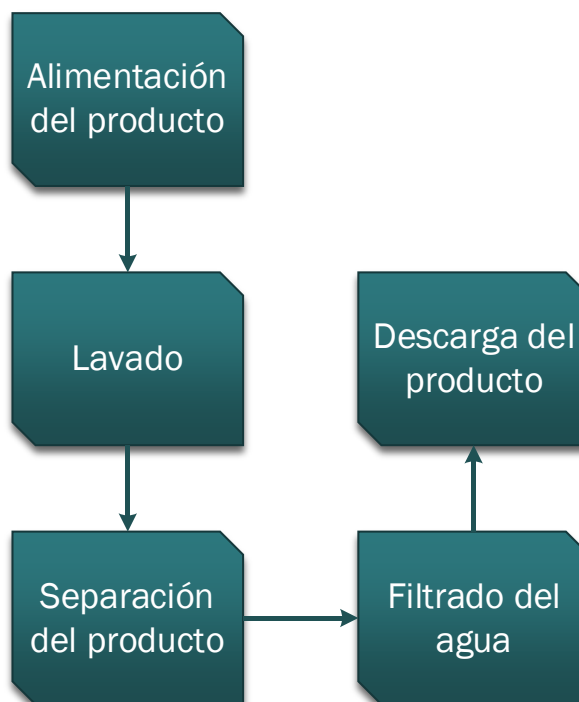 Alimentación
del producto
Lavado
Separación
del producto
Filtrado del
agua
Descarga del
producto